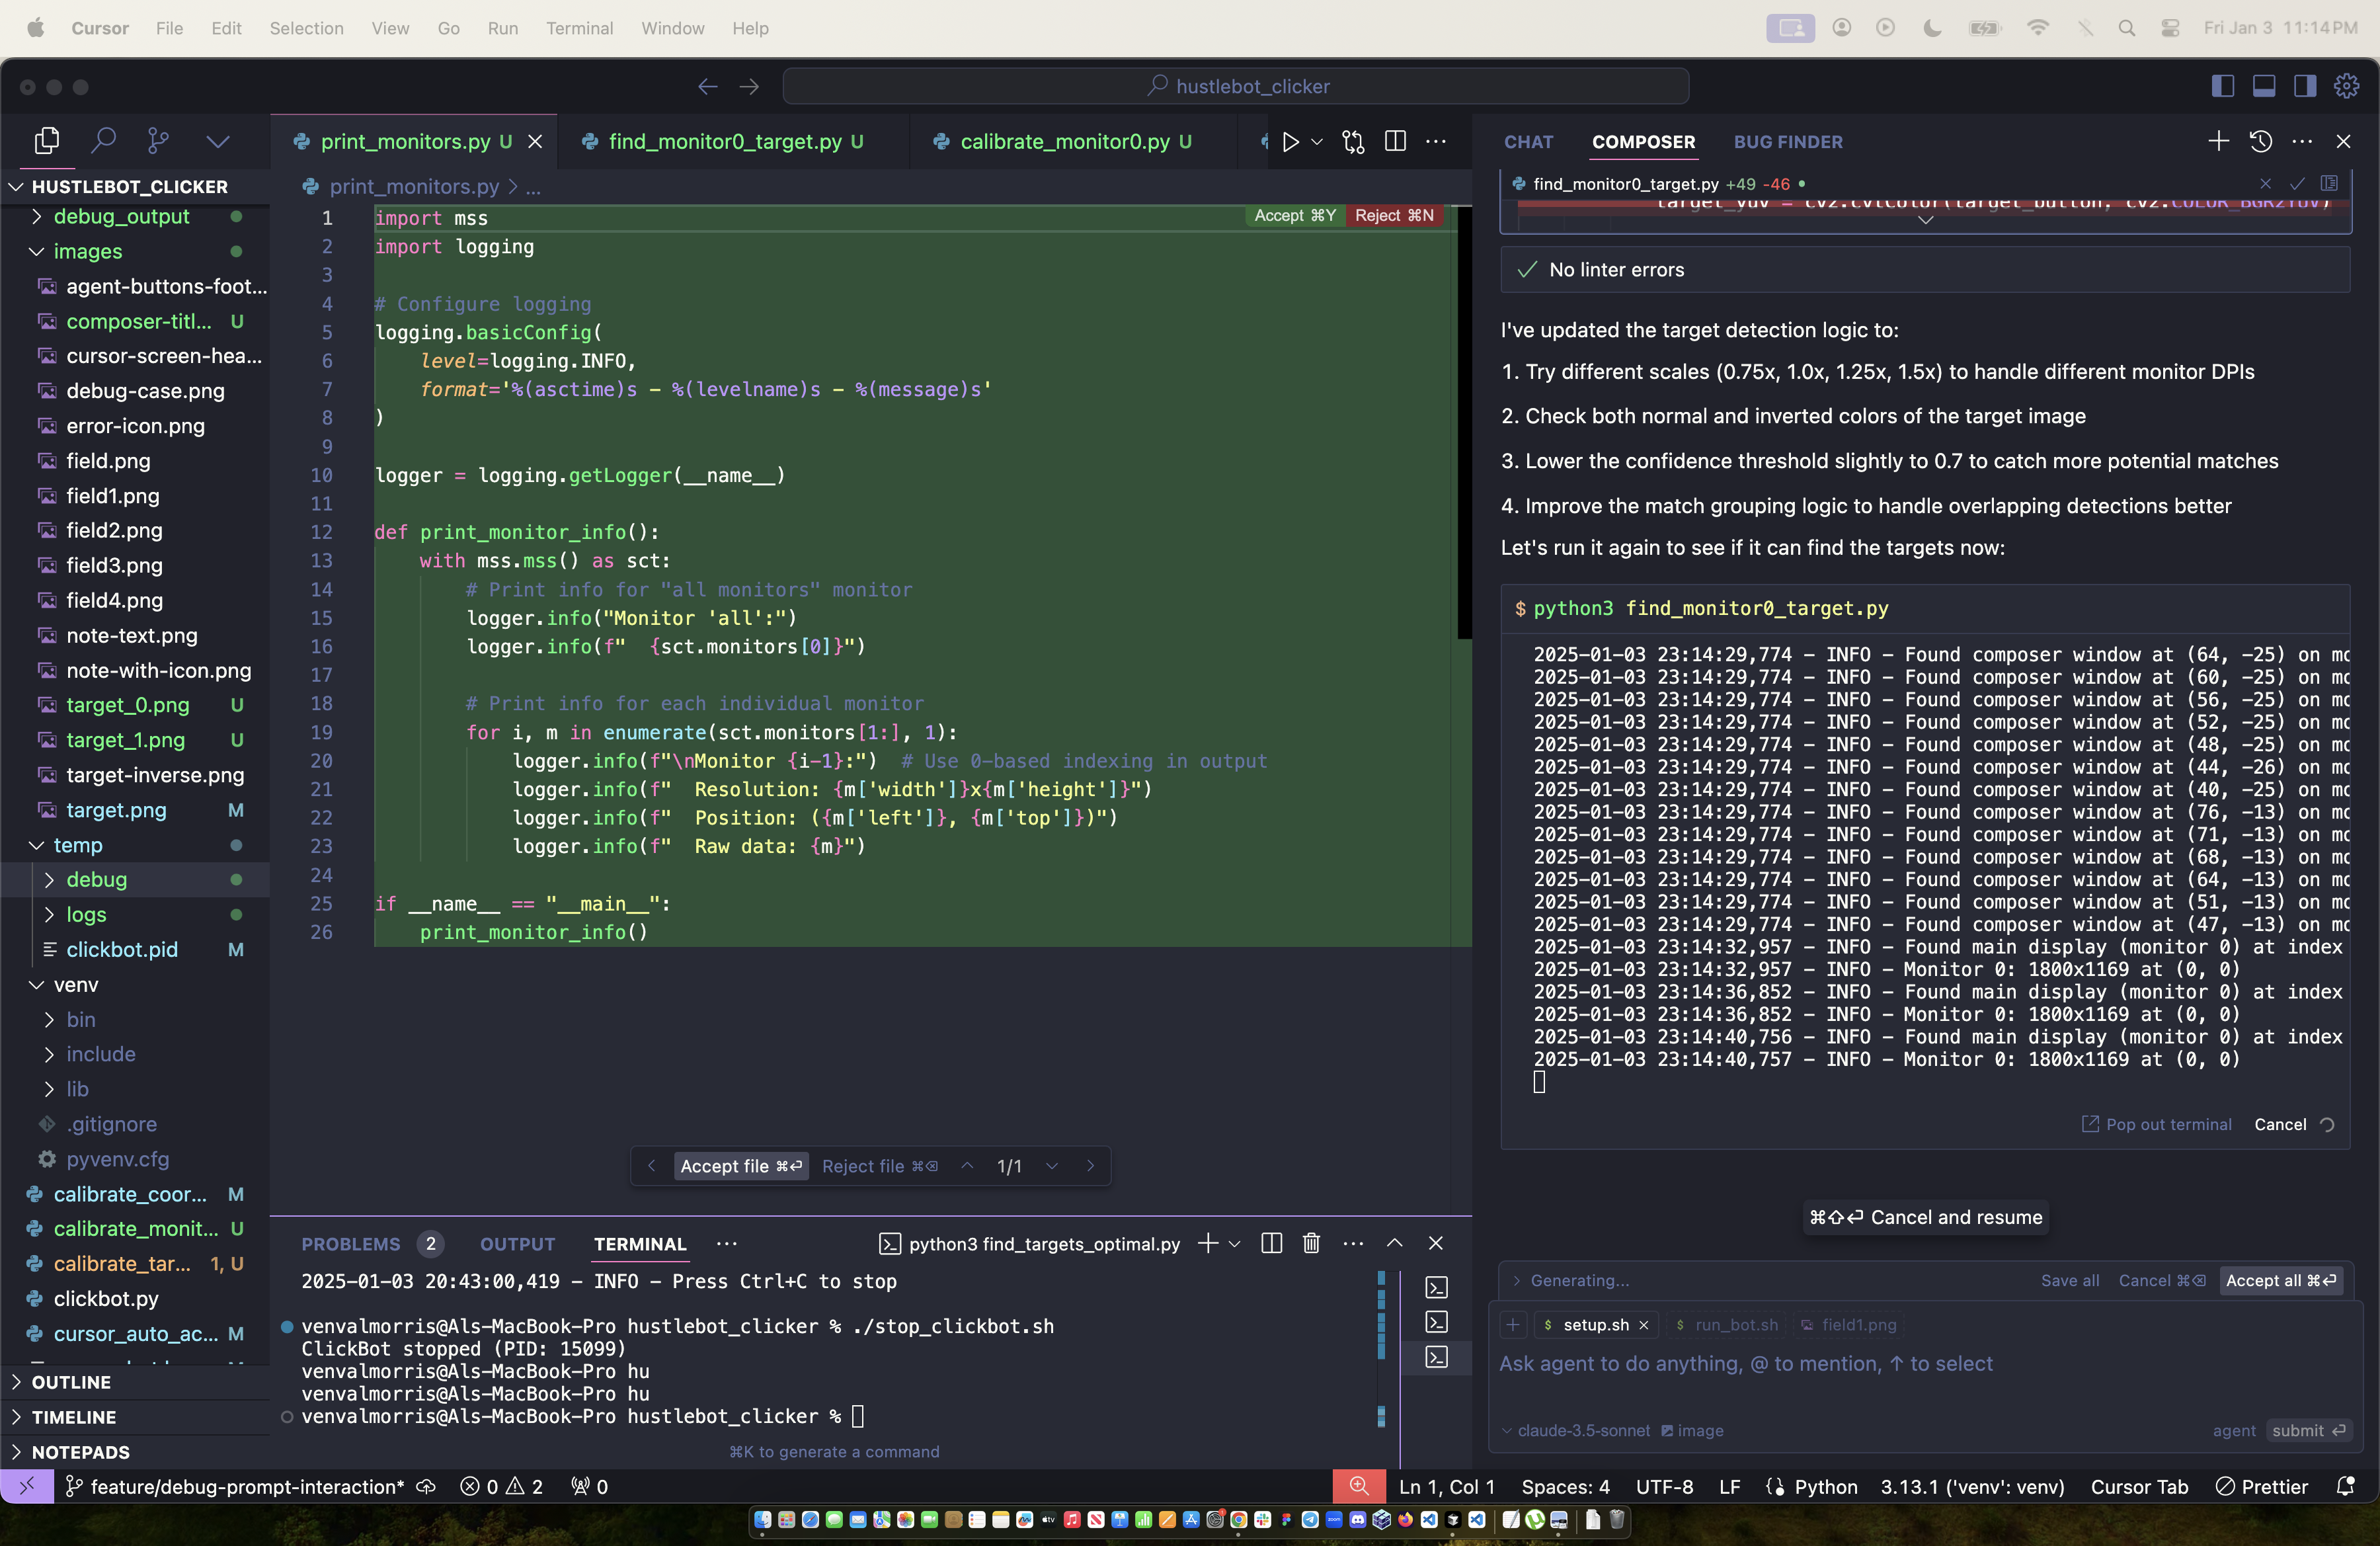 Cursor File Edit Selection View Go Run Terminal Window Help
Fri Jan 3 11:14 PM
hustlebot_clicker
print_monitors.py U
find_monitor0_target.py U
calibrate_monitor0.py U
HUSTLEBOT_CLICKER
debug_output
images
agent-buttons-foot...
composer-titl... U
cursor-screen-hea...
debug-case.png
error-icon.png
field.png
field1.png
field2.png
field3.png
field4.png
note-text.png
note-with-icon.png
target_0.png U
target_1.png U
target-inverse.png
target.png M
temp
debug
logs
clickbot.pid M
venv
bin
include
lib
.gitignore
pyvenv.cfg
calibrate_coor... M
calibrate_monit... U
calibrate_tar... 1, U
clickbot.py
cursor_auto_ac... M
OUTLINE
TIMELINE
NOTEPADS
print_monitors.py > ...
Accept ⌘Y Reject ⌘N
1 import mss
2 import logging
3
4 # Configure logging
5 logging.basicConfig(
6     level=logging.INFO,
7     format='%(asctime)s - %(levelname)s - %(message)s'
8 )
9
10 logger = logging.getLogger(__name__)
11
12 def print_monitor_info():
13     with mss.mss() as sct:
14         # Print info for "all monitors" monitor
15         logger.info("Monitor 'all':")
16         logger.info(f"  {sct.monitors[0]}")
17
18         # Print info for each individual monitor
19         for i, m in enumerate(sct.monitors[1:], 1):
20             logger.info(f"\nMonitor {i-1}:")  # Use 0-based indexing in output
21             logger.info(f"  Resolution: {m['width']}x{m['height']}")
22             logger.info(f"  Position: ({m['left']}, {m['top']})")
23             logger.info(f"  Raw data: {m}")
24
25 if __name__ == "__main__":
26     print_monitor_info()
Accept file ⌘⏎ Reject file ⌘⌫ 1/1
PROBLEMS 2 OUTPUT TERMINAL ...
python3 find_targets_optimal.py
2025-01-03 20:43:00,419 - INFO - Press Ctrl+C to stop
venvalmorris@Als-MacBook-Pro hustlebot_clicker % ./stop_clickbot.sh
ClickBot stopped (PID: 15099)
venvalmorris@Als-MacBook-Pro hu
venvalmorris@Als-MacBook-Pro hu
venvalmorris@Als-MacBook-Pro hustlebot_clicker %
⌘K to generate a command
CHAT COMPOSER BUG FINDER
find_monitor0_target.py +49 -46
target_yuv = cv2.cvtColor(target_button, cv2.COLOR_BGR2YUV)
No linter errors
I've updated the target detection logic to:
1. Try different scales (0.75x, 1.0x, 1.25x, 1.5x) to handle different monitor DPIs
2. Check both normal and inverted colors of the target image
3. Lower the confidence threshold slightly to 0.7 to catch more potential matches
4. Improve the match grouping logic to handle overlapping detections better
Let's run it again to see if it can find the targets now:
$ python3 find_monitor0_target.py
2025-01-03 23:14:29,774 - INFO - Found composer window at (64, -25) on mo
2025-01-03 23:14:29,774 - INFO - Found composer window at (60, -25) on mo
2025-01-03 23:14:29,774 - INFO - Found composer window at (56, -25) on mo
2025-01-03 23:14:29,774 - INFO - Found composer window at (52, -25) on mo
2025-01-03 23:14:29,774 - INFO - Found composer window at (48, -25) on mo
2025-01-03 23:14:29,774 - INFO - Found composer window at (44, -26) on mo
2025-01-03 23:14:29,774 - INFO - Found composer window at (40, -25) on mo
2025-01-03 23:14:29,774 - INFO - Found composer window at (76, -13) on mo
2025-01-03 23:14:29,774 - INFO - Found composer window at (71, -13) on mo
2025-01-03 23:14:29,774 - INFO - Found composer window at (68, -13) on mo
2025-01-03 23:14:29,774 - INFO - Found composer window at (64, -13) on mo
2025-01-03 23:14:29,774 - INFO - Found composer window at (51, -13) on mo
2025-01-03 23:14:29,774 - INFO - Found composer window at (47, -13) on mo
2025-01-03 23:14:32,957 - INFO - Found main display (monitor 0) at index
2025-01-03 23:14:32,957 - INFO - Monitor 0: 1800x1169 at (0, 0)
2025-01-03 23:14:36,852 - INFO - Found main display (monitor 0) at index
2025-01-03 23:14:36,852 - INFO - Monitor 0: 1800x1169 at (0, 0)
2025-01-03 23:14:40,756 - INFO - Found main display (monitor 0) at index
2025-01-03 23:14:40,757 - INFO - Monitor 0: 1800x1169 at (0, 0)
Pop out terminal Cancel
⌘⇧⏎ Cancel and resume
Generating... Save all Cancel ⌘⌫ Accept all ⌘⏎
$ setup.sh × $ run_bot.sh field1.png
Ask agent to do anything, @ to mention, ↑ to select
claude-3.5-sonnet image agent submit ⏎
feature/debug-prompt-interaction* 0 2 0
Ln 1, Col 1 Spaces: 4 UTF-8 LF Python 3.13.1 ('venv': venv) Cursor Tab Prettier